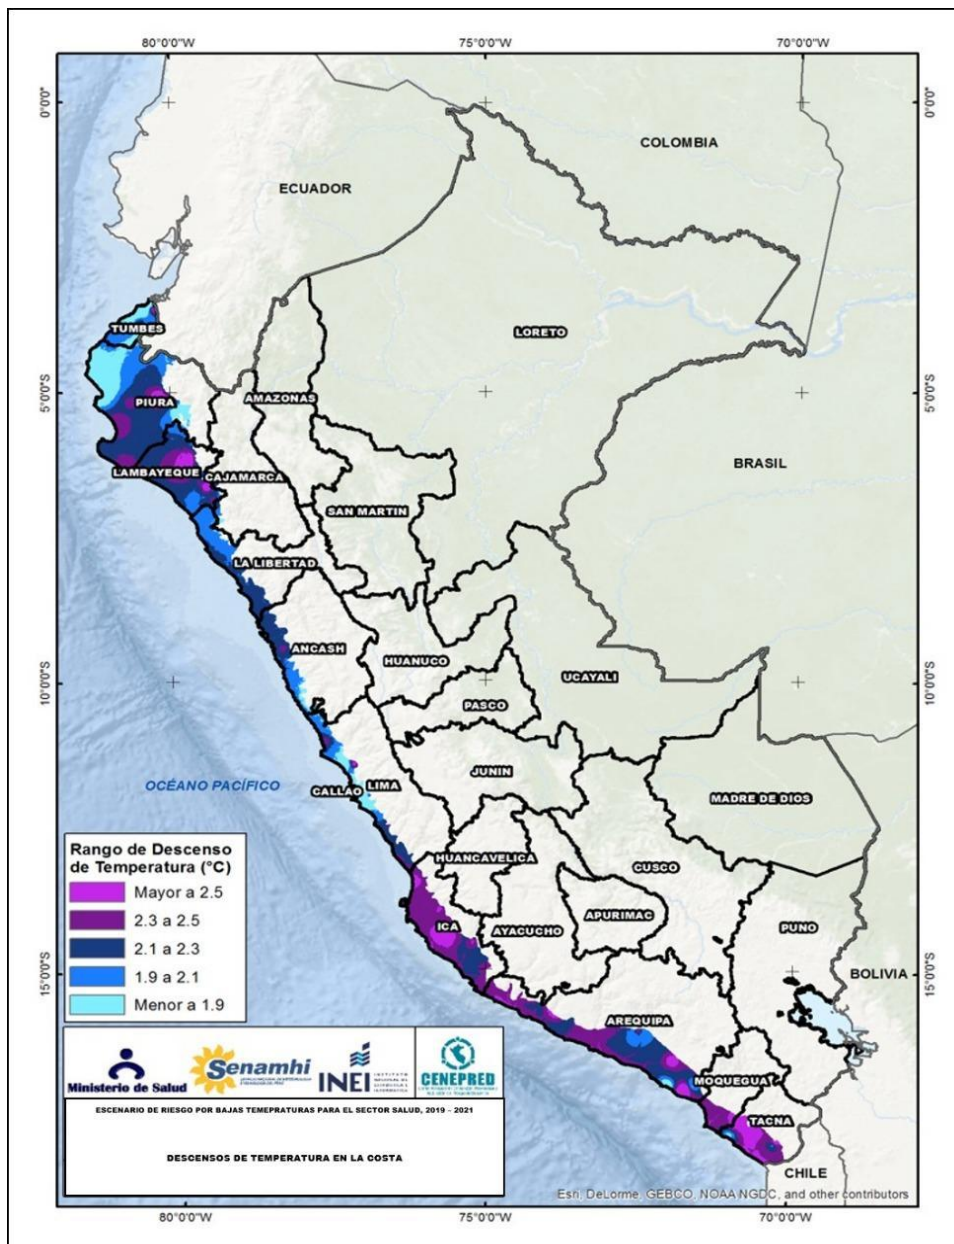 80°0'0"W 75°0'0"W 70°0'0"W
0°0'0" 0°0'0"
COLOMBIA
ECUADOR
LORETO
TUMBES
5°0'0"S 5°0'0"S
AMAZONAS
PIURA
BRASIL
LAMBAYEQUE
CAJAMARCA
SAN MARTIN
LA LIBERTAD
ANCASH
HUANUCO
UCAYALI
10°0'0"S 10°0'0"S
PASCO
JUNIN
OCÉANO PACÍFICO
CALLAO
LIMA
MADRE DE DIOS
HUANCAVELICA
CUSCO
APURIMAC
ICA
AYACUCHO
PUNO
15°0'0"S 15°0'0"S
BOLIVIA
AREQUIPA
MOQUEGUA
TACNA
CHILE
Rango de Descenso
de Temperatura (°C)
Mayor a 2.5
2.3 a 2.5
2.1 a 2.3
1.9 a 2.1
Menor a 1.9
Ministerio de Salud
Senamhi
INEI
INSTITUTO
NACIONAL DE
ESTADÍSTICA E
INFORMÁTICA
CENEPRED
ESCENARIO DE RIESGO POR BAJAS TEMEPRATURAS PARA EL SECTOR SALUD, 2019 - 2021
DESCENSOS DE TEMPERATURA EN LA COSTA
Esri, DeLorme, GEBCO, NOAA NGDC, and other contributors
80°0'0"W 75°0'0"W 70°0'0"W